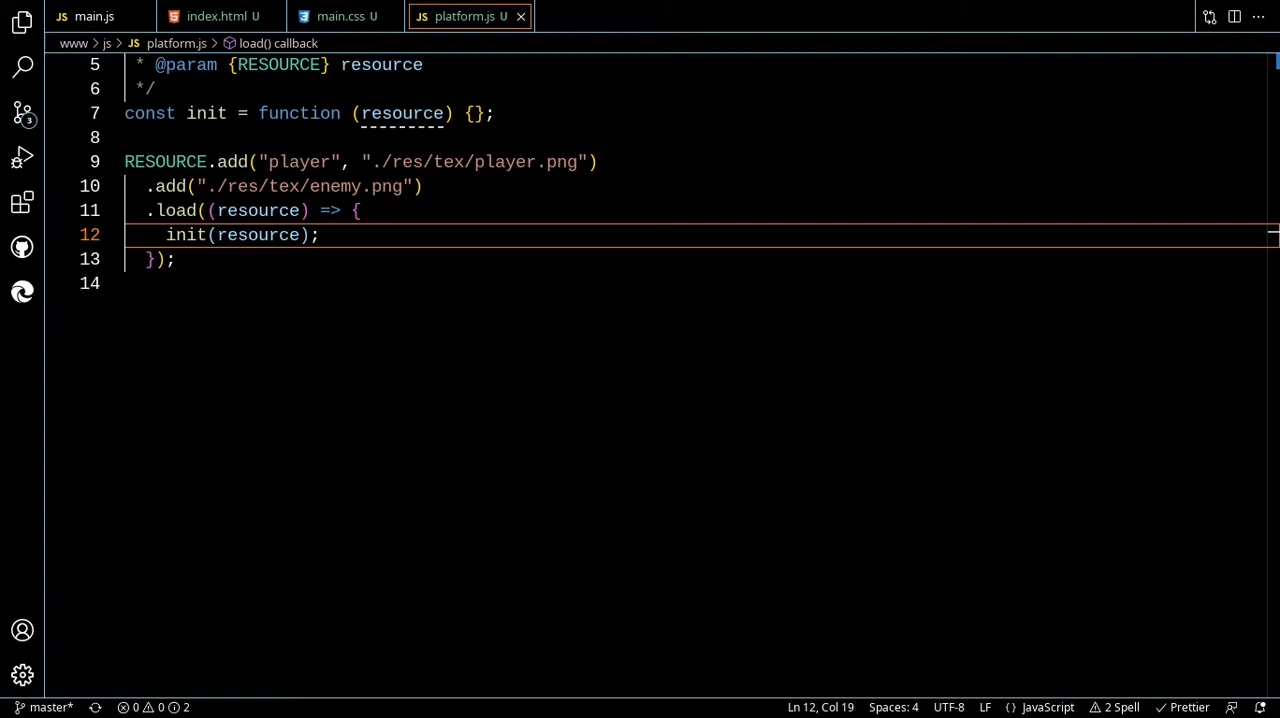 main.js
index.html U
main.css U
platform.js U
www > js > JS platform.js > load() callback
5 * @param {RESOURCE} resource
6 */
7 const init = function (resource) {};
8
9 RESOURCE.add("player", "./res/tex/player.png")
10 .add("./res/tex/enemy.png")
11 .load((resource) => {
12 init(resource);
13 });
14
3
master* 0 0 2 Ln 12, Col 19 Spaces: 4 UTF-8 LF {} JavaScript 2 Spell Prettier